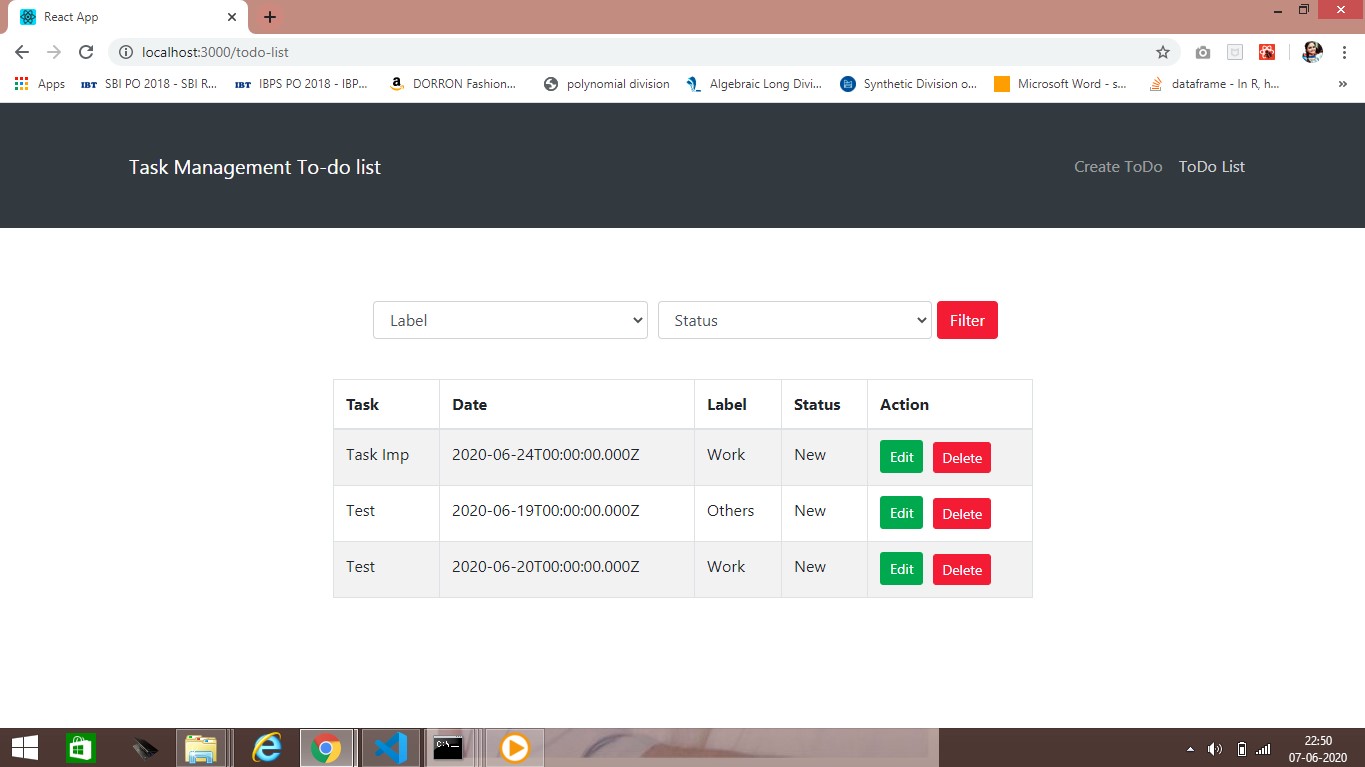 React App
localhost:3000/todo-list
Apps
IBT SBI PO 2018 - SBI R...
IBT IBPS PO 2018 - IBP...
DORRON Fashion...
polynomial division
Algebraic Long Divi...
Synthetic Division o...
Microsoft Word - s...
dataframe - In R, h...
»
Task Management To-do list
Create ToDo ToDo List
Label Status Filter
Task Date Label Status Action
Task Imp 2020-06-24T00:00:00.000Z Work New Edit Delete
Test 2020-06-19T00:00:00.000Z Others New Edit Delete
Test 2020-06-20T00:00:00.000Z Work New Edit Delete
22:50
07-06-2020